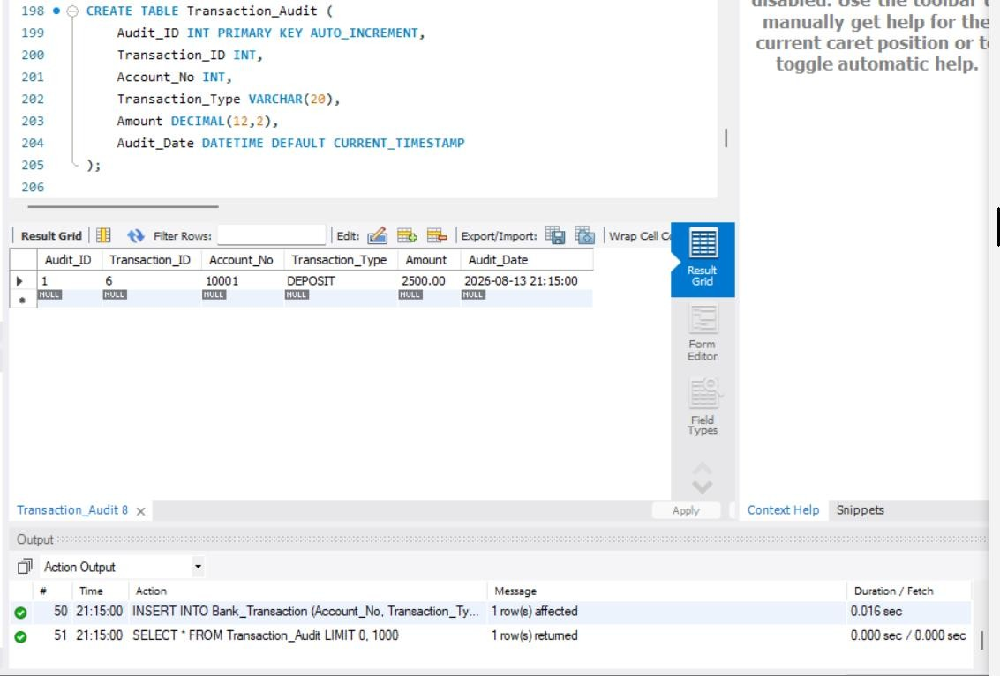 198 CREATE TABLE Transaction_Audit (
199 Audit_ID INT PRIMARY KEY AUTO_INCREMENT,
200 Transaction_ID INT,
201 Account_No INT,
202 Transaction_Type VARCHAR(20),
203 Amount DECIMAL(12,2),
204 Audit_Date DATETIME DEFAULT CURRENT_TIMESTAMP
205 );
206
disabled. Use the toolbar
manually get help for the
current caret position or
toggle automatic help.
Result Grid Filter Rows: Edit: Export/Import: Wrap Cell
Audit_ID Transaction_ID Account_No Transaction_Type Amount Audit_Date
1 6 10001 DEPOSIT 2500.00 2026-08-13 21:15:00
NULL NULL NULL NULL NULL NULL
Result
Grid
Form
Editor
Field
Types
Transaction_Audit 8
Apply
Context Help Snippets
Output
Action Output
# Time Action Message Duration / Fetch
50 21:15:00 INSERT INTO Bank_Transaction (Account_No, Transaction_Ty... 1 row(s) affected 0.016 sec
51 21:15:00 SELECT * FROM Transaction_Audit LIMIT 0, 1000 1 row(s) returned 0.000 sec / 0.000 sec